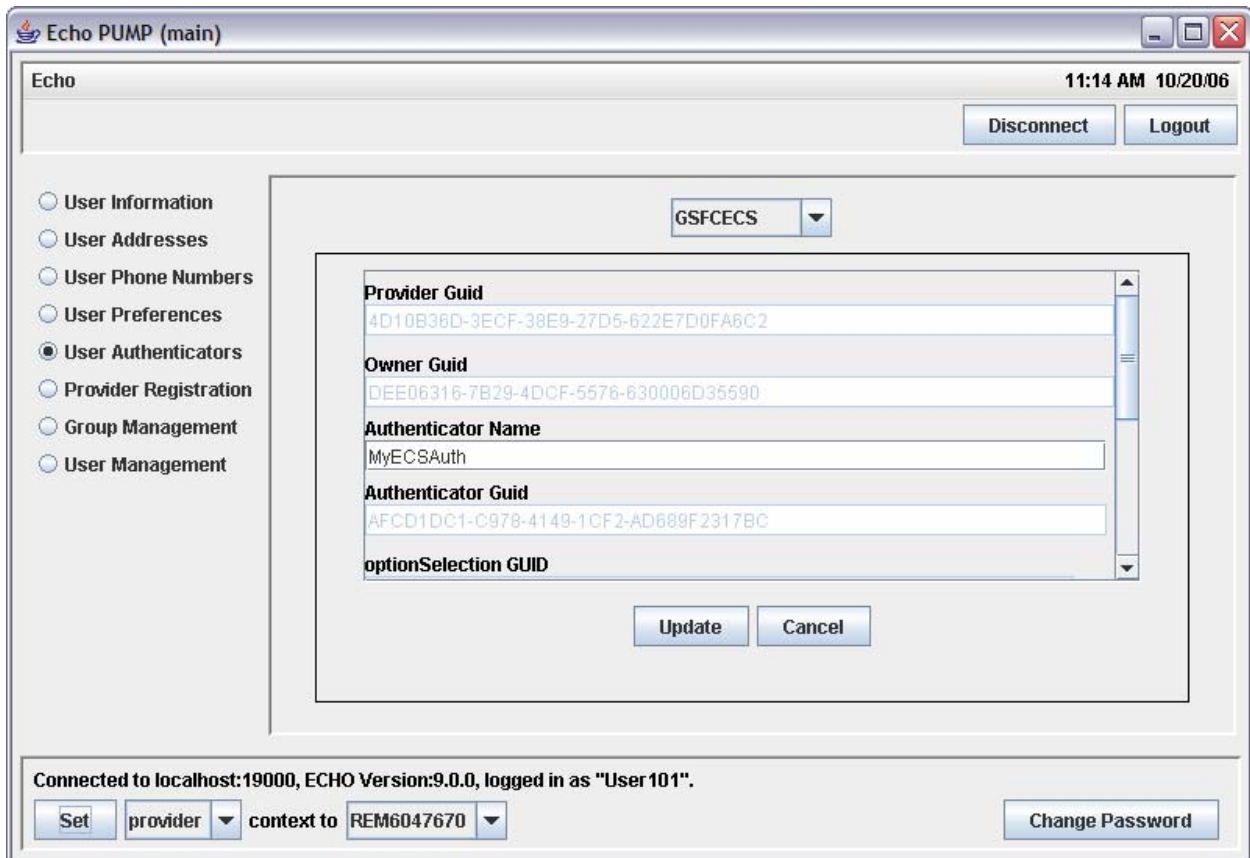 Echo PUMP (main)
Echo 11:14 AM 10/20/06
Disconnect Logout
User Information
User Addresses
User Phone Numbers
User Preferences
User Authenticators
Provider Registration
Group Management
User Management
GSFCECS
Provider Guid
4D10B36D-3ECF-38E9-27D5-622E7D0FA6C2
Owner Guid
DEE06316-7B29-4DCF-5576-630006D35590
Authenticator Name
MyECSAuth
Authenticator Guid
AFCD1DC1-C978-4149-1CF2-AD689F2317BC
optionSelection GUID
Update Cancel
Connected to localhost:19000, ECHO Version:9.0.0, logged in as "User101".
Set provider context to REM6047670 Change Password